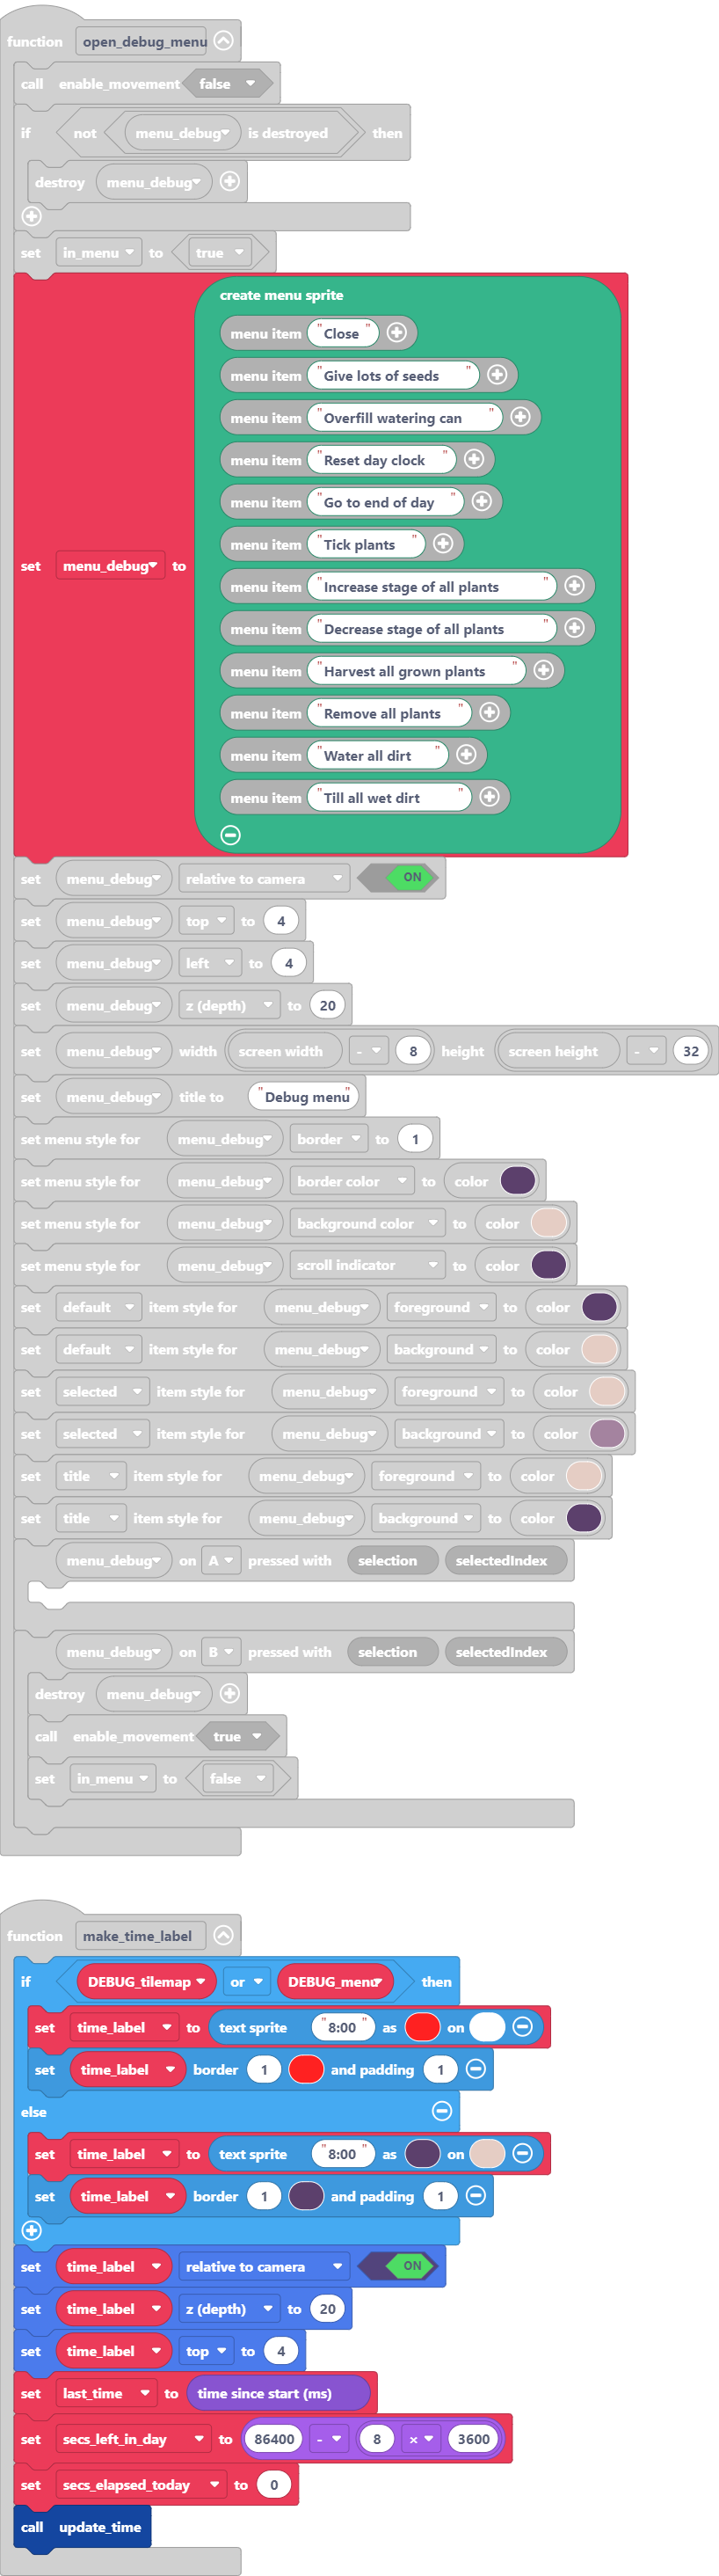 function open_debug_menu
call enable_movement false
if not menu_debug is destroyed then
destroy menu_debug
set in_menu to true
create menu sprite
menu item "Close"
menu item "Give lots of seeds"
menu item "Overfill watering can"
menu item "Reset day clock"
menu item "Go to end of day"
set menu_debug to
menu item "Tick plants"
menu item "Increase stage of all plants"
menu item "Decrease stage of all plants"
menu item "Harvest all grown plants"
menu item "Remove all plants"
menu item "Water all dirt"
menu item "Till all wet dirt"
set menu_debug relative to camera ON
set menu_debug top to 4
set menu_debug left to 4
set menu_debug z (depth) to 20
set menu_debug width screen width - 8 height screen height - 32
set menu_debug title to "Debug menu"
set menu style for menu_debug border to 1
set menu style for menu_debug border color to color
set menu style for menu_debug background color to color
set menu style for menu_debug scroll indicator to color
set default item style for menu_debug foreground to color
set default item style for menu_debug background to color
set selected item style for menu_debug foreground to color
set selected item style for menu_debug background to color
set title item style for menu_debug foreground to color
set title item style for menu_debug background to color
menu_debug on A pressed with selection selectedIndex
menu_debug on B pressed with selection selectedIndex
destroy menu_debug
call enable_movement true
set in_menu to false
function make_time_label
if DEBUG_tilemap or DEBUG_menu then
set time_label to text sprite "8:00" as on
set time_label border 1 and padding 1
else
set time_label to text sprite "8:00" as on
set time_label border 1 and padding 1
set time_label relative to camera ON
set time_label z (depth) to 20
set time_label top to 4
set last_time to time since start (ms)
set secs_left_in_day to 86400 - 8 × 3600
set secs_elapsed_today to 0
call update_time